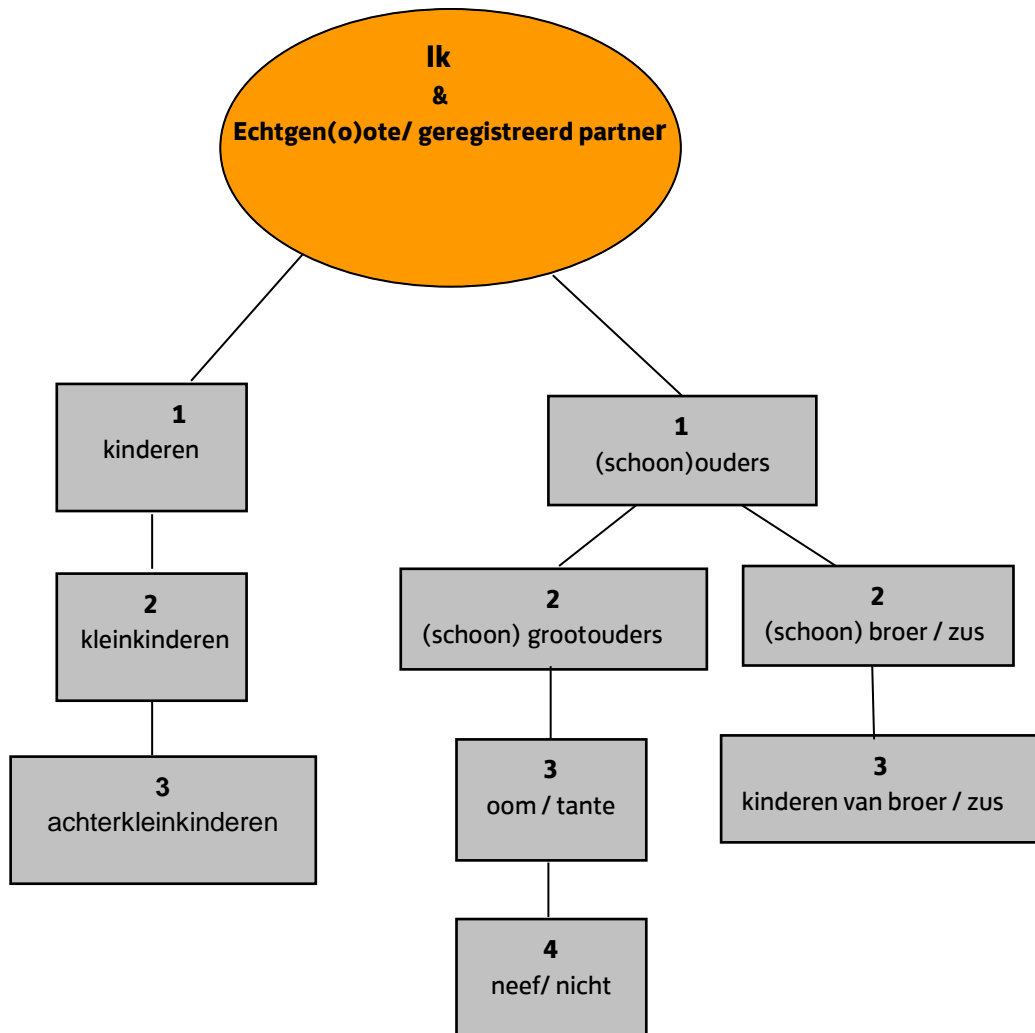 Ik
&
Echtgen(o)ote/ geregistreerd partner
1
kinderen
1
(schoon)ouders
2
kleinkinderen
2
(schoon) grootouders
2
(schoon) broer / zus
3
achterkleinkinderen
3
oom / tante
3
kinderen van broer / zus
4
neef/ nicht